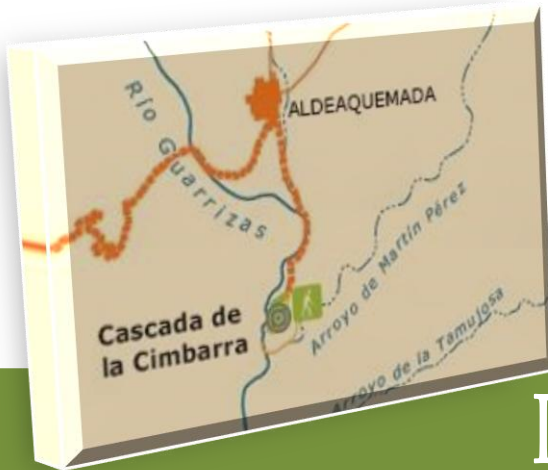 ALDEAQUEMADA
Río Guarrizas
Arroyo de Martín Pérez
Cascada de
la Cimbarra
Arroyo de la Tamujosa